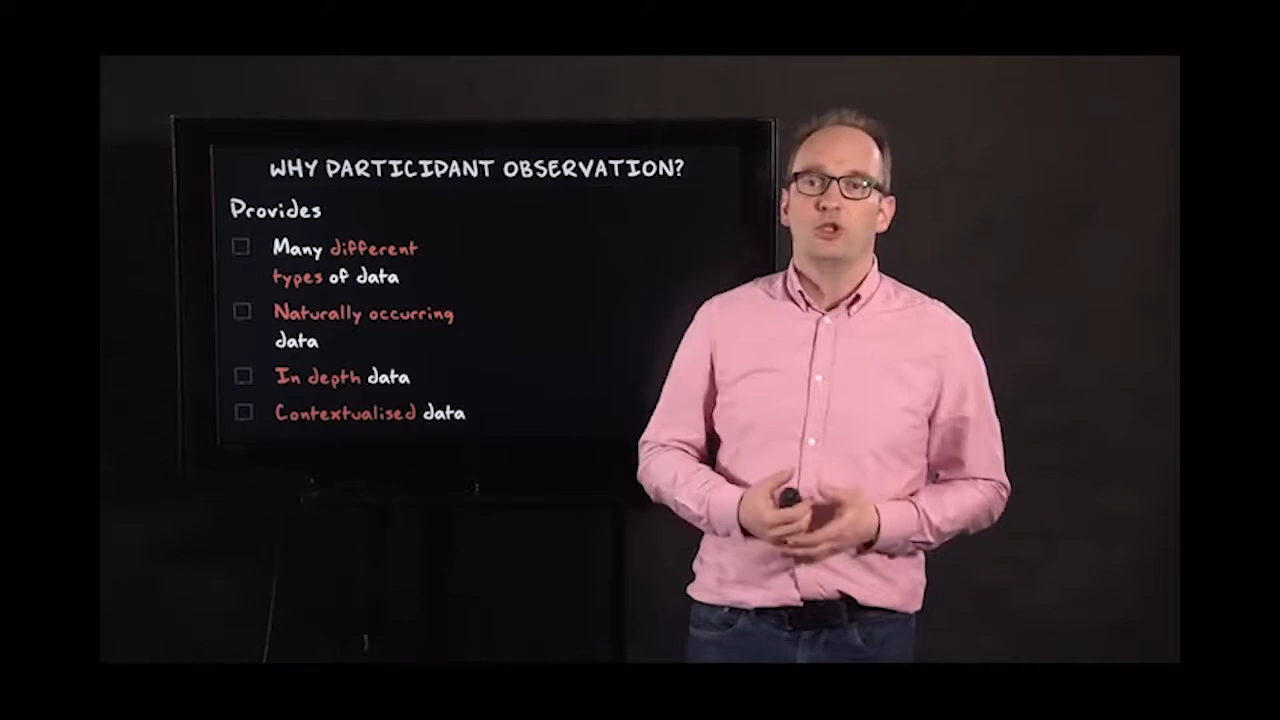 WHY PARTICIPANT OBSERVATION?
Provides
Many different
types of data
Naturally occurring
data
In depth data
Contextualised data